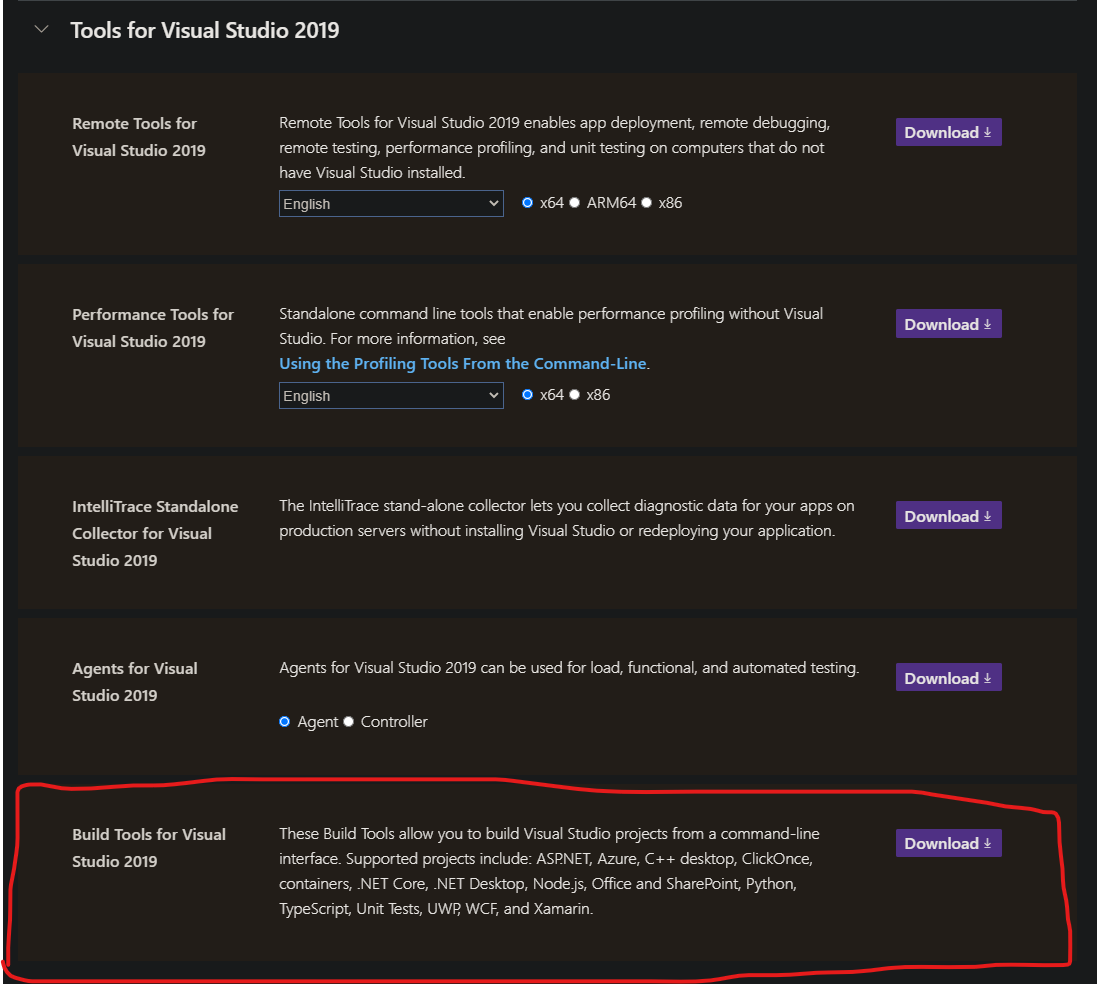 Tools for Visual Studio 2019
Remote Tools for
Visual Studio 2019
Remote Tools for Visual Studio 2019 enables app deployment, remote debugging,
remote testing, performance profiling, and unit testing on computers that do not
have Visual Studio installed.
English
x64 ARM64 x86
Download
Performance Tools for
Visual Studio 2019
Standalone command line tools that enable performance profiling without Visual
Studio. For more information, see
Using the Profiling Tools From the Command-Line.
English
x64 x86
Download
IntelliTrace Standalone
Collector for Visual
Studio 2019
The IntelliTrace stand-alone collector lets you collect diagnostic data for your apps on
production servers without installing Visual Studio or redeploying your application.
Download
Agents for Visual
Studio 2019
Agents for Visual Studio 2019 can be used for load, functional, and automated testing.
Agent Controller
Download
Build Tools for Visual
Studio 2019
These Build Tools allow you to build Visual Studio projects from a command-line
interface. Supported projects include: ASP.NET, Azure, C++ desktop, ClickOnce,
containers, .NET Core, .NET Desktop, Node.js, Office and SharePoint, Python,
TypeScript, Unit Tests, UWP, WCF, and Xamarin.
Download